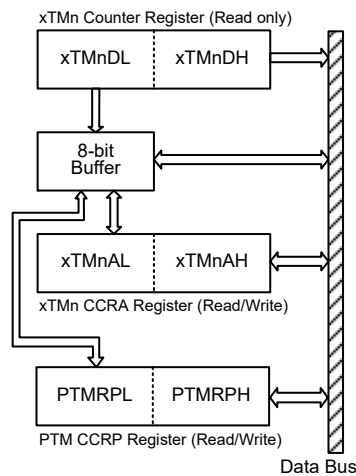 xTMn Counter Register (Read only)
xTMnDL xTMnDH
8-bit
Buffer
xTMnAL xTMnAH
xTMn CCRA Register (Read/Write)
PTMRPL PTMRPH
PTM CCRP Register (Read/Write)
Data Bus